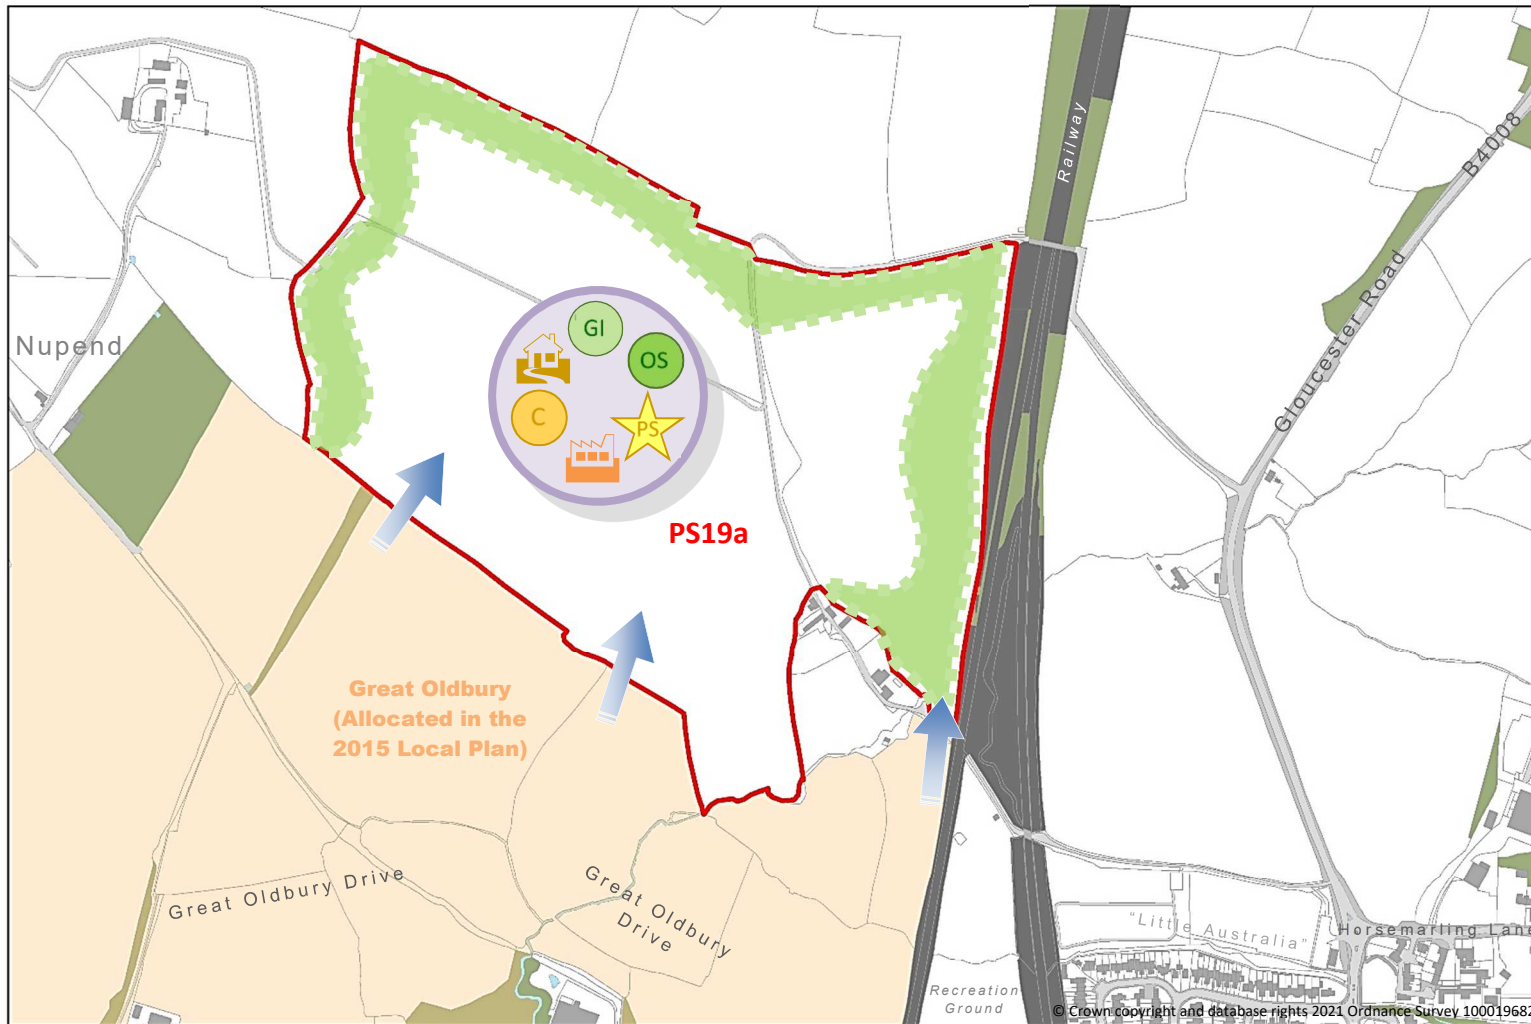 Railway
B4008
Gloucester Road
Nupend
GI
OS
C
PS
PS19a
Great Oldbury
(Allocated in the
2015 Local Plan)
Great Oldbury Drive
Great Oldbury
Drive
"Little Australia"
Horsemarling Lane
Recreation
Ground
© Crown copyright and database rights 2021 Ordnance Survey 100019682